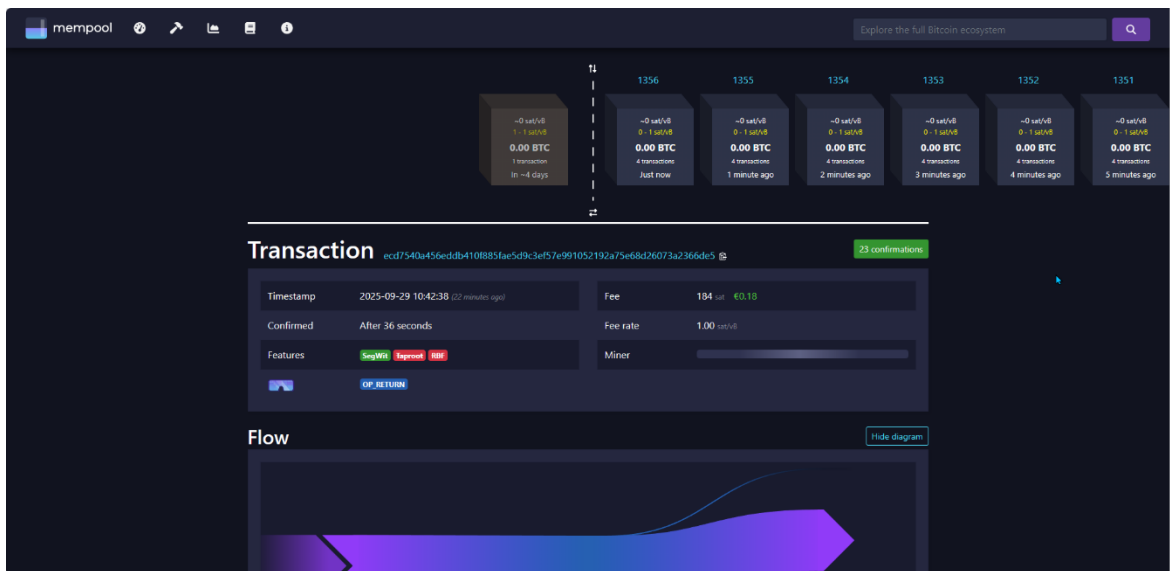 mempool
Explore the full Bitcoin ecosystem
1356 1355 1354 1353 1352 1351
~0 sat/vB ~0 sat/vB ~0 sat/vB ~0 sat/vB ~0 sat/vB ~0 sat/vB ~0 sat/vB
1 - 1 sat/vB 0 - 1 sat/vB 0 - 1 sat/vB 0 - 1 sat/vB 0 - 1 sat/vB 0 - 1 sat/vB 0 - 1 sat/vB
0.00 BTC 0.00 BTC 0.00 BTC 0.00 BTC 0.00 BTC 0.00 BTC 0.00 BTC
1 transaction 4 transactions 4 transactions 4 transactions 4 transactions 4 transactions 4 transactions
In ~4 days Just now 1 minute ago 2 minutes ago 3 minutes ago 4 minutes ago 5 minutes ago
Transaction ecd7540a456eddb410f885fae5d9c3ef57e991052192a75e68d26073a2366de5 23 confirmations
Timestamp 2025-09-29 10:42:38 (22 minutes ago) Fee 184 sat €0.18
Confirmed After 36 seconds Fee rate 1.00 sat/vB
Features SegWit Taproot RBF Miner
OP_RETURN
Flow Hide diagram